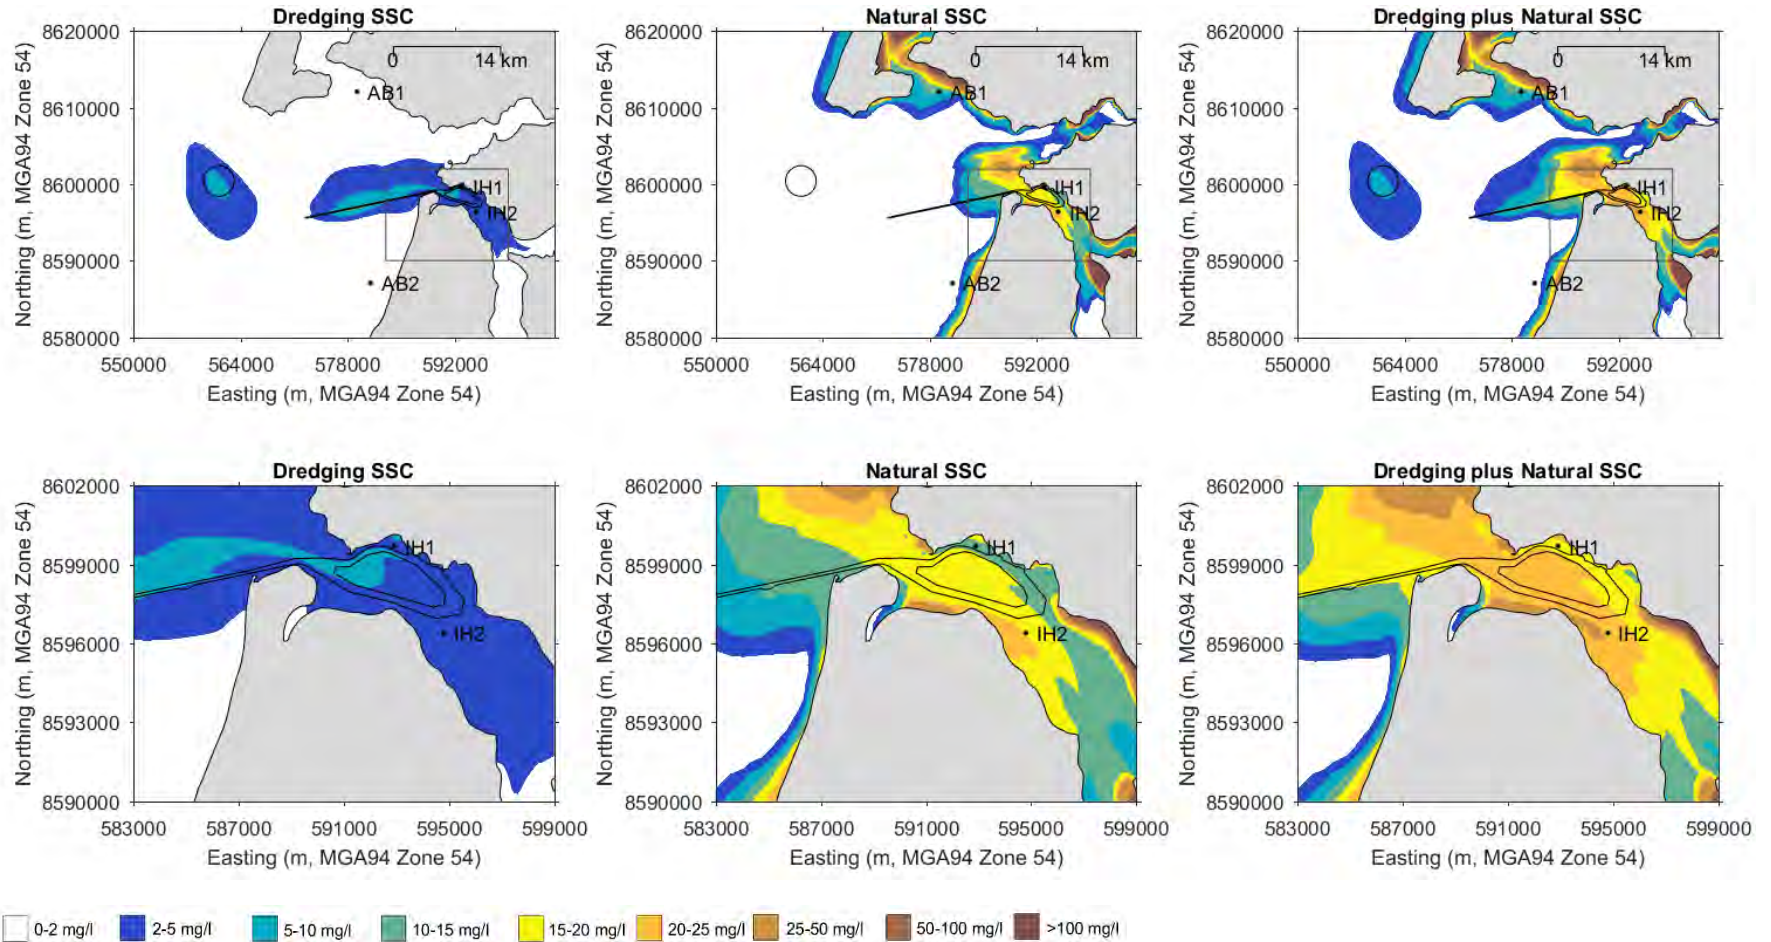 Dredging SSC
Natural SSC
Dredging plus Natural SSC
8620000
8610000
8600000
8590000
8580000
Northing (m, MGA94 Zone 54)
0 14 km
AB1
IH1
IH2
AB2
550000 564000 578000 592000
Easting (m, MGA94 Zone 54)
8620000
8610000
8600000
8590000
8580000
Northing (m, MGA94 Zone 54)
0 14 km
AB1
IH1
IH2
AB2
550000 564000 578000 592000
Easting (m, MGA94 Zone 54)
8620000
8610000
8600000
8590000
8580000
Northing (m, MGA94 Zone 54)
0 14 km
AB1
IH1
IH2
AB2
550000 564000 578000 592000
Easting (m, MGA94 Zone 54)
Dredging SSC
Natural SSC
Dredging plus Natural SSC
8602000
8599000
8596000
8593000
8590000
Northing (m, MGA94 Zone 54)
IH1
IH2
583000 587000 591000 595000 599000
Easting (m, MGA94 Zone 54)
8602000
8599000
8596000
8593000
8590000
Northing (m, MGA94 Zone 54)
IH1
IH2
583000 587000 591000 595000 599000
Easting (m, MGA94 Zone 54)
8602000
8599000
8596000
8593000
8590000
Northing (m, MGA94 Zone 54)
IH1
IH2
583000 587000 591000 595000 599000
Easting (m, MGA94 Zone 54)
0-2 mg/l 2-5 mg/l 5-10 mg/l 10-15 mg/l 15-20 mg/l 20-25 mg/l 25-50 mg/l 50-100 mg/l >100 mg/l